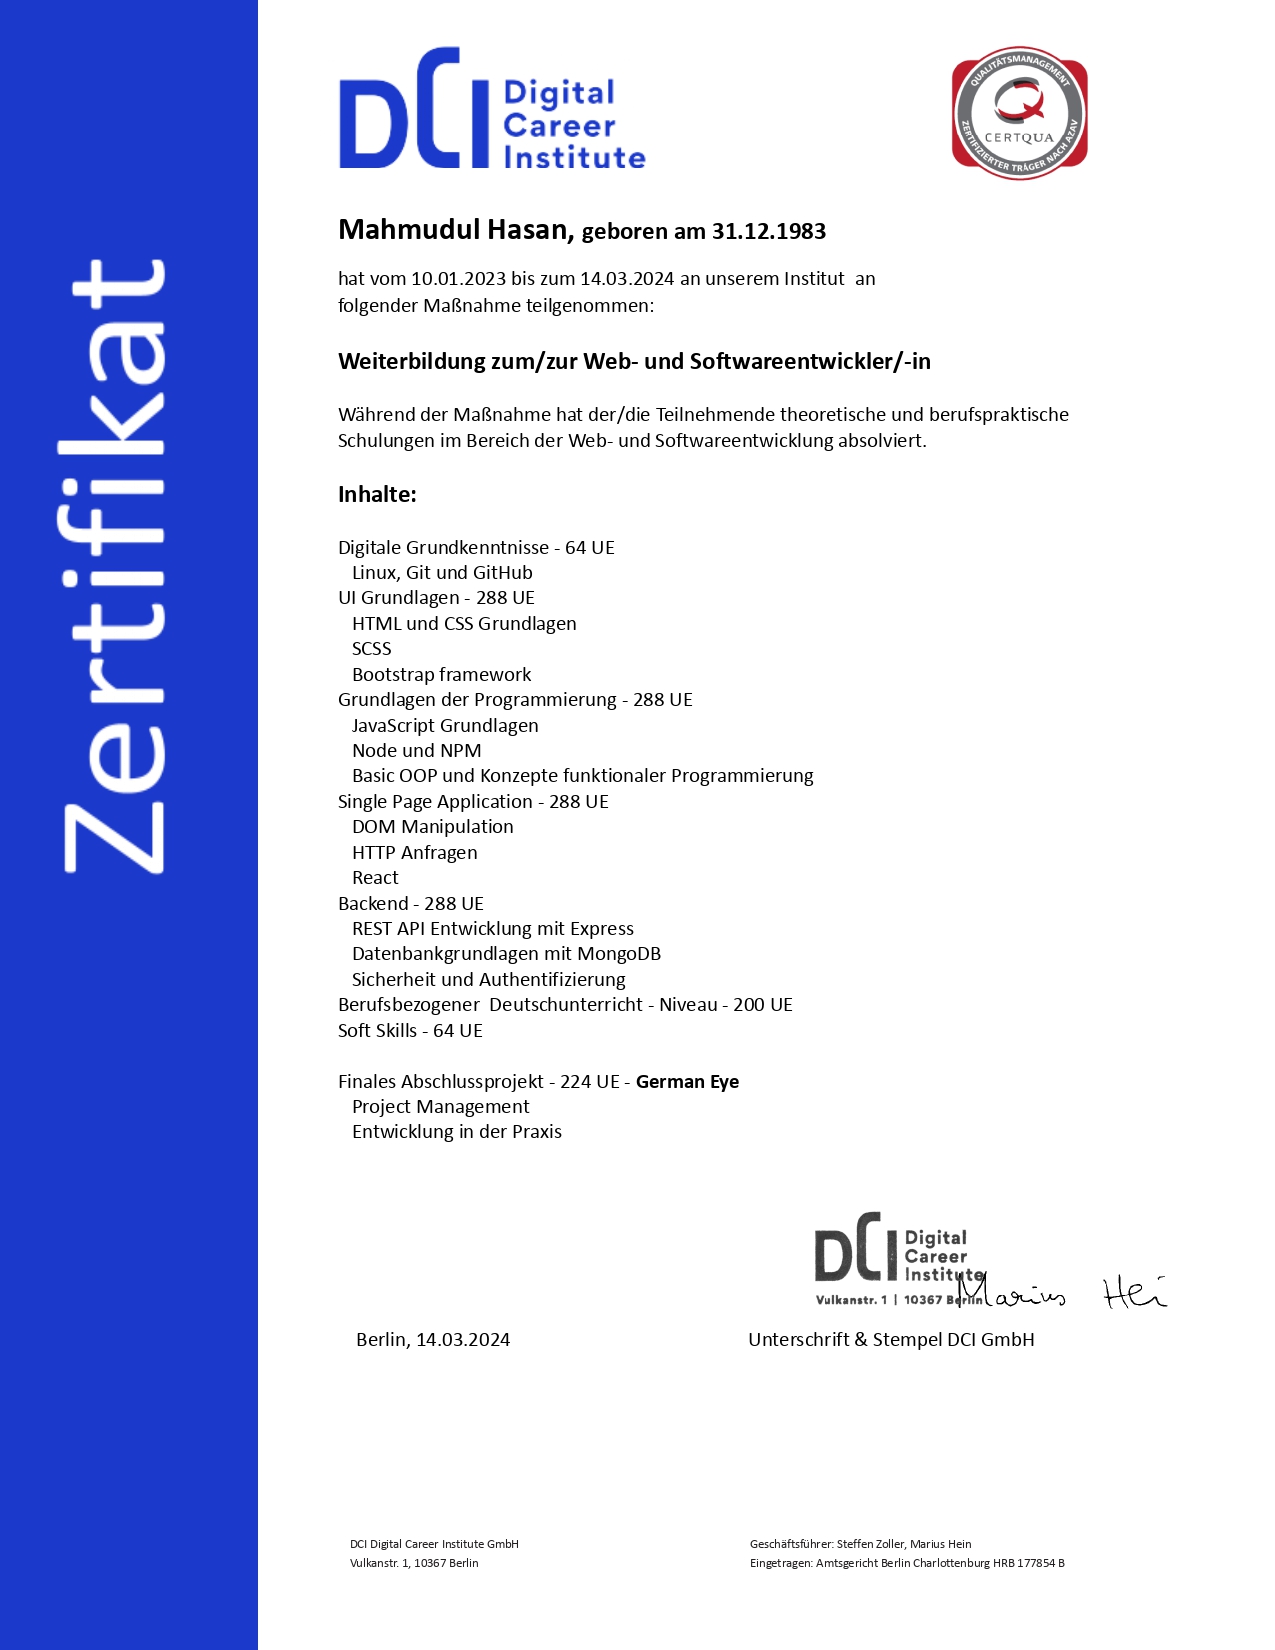 Zertifikat
DCI Digital
Career
Institute
QUALITÄTSMANAGEMENT
CERTQUA
ZERTIFIZIERTER TRÄGER NACH AZAV
Mahmudul Hasan, geboren am 31.12.1983
hat vom 10.01.2023 bis zum 14.03.2024 an unserem Institut  an
folgender Maßnahme teilgenommen:
Weiterbildung zum/zur Web- und Softwareentwickler/-in
Während der Maßnahme hat der/die Teilnehmende theoretische und berufspraktische
Schulungen im Bereich der Web- und Softwareentwicklung absolviert.
Inhalte:
Digitale Grundkenntnisse - 64 UE
Linux, Git und GitHub
UI Grundlagen - 288 UE
HTML und CSS Grundlagen
SCSS
Bootstrap framework
Grundlagen der Programmierung - 288 UE
JavaScript Grundlagen
Node und NPM
Basic OOP und Konzepte funktionaler Programmierung
Single Page Application - 288 UE
DOM Manipulation
HTTP Anfragen
React
Backend - 288 UE
REST API Entwicklung mit Express
Datenbankgrundlagen mit MongoDB
Sicherheit und Authentifizierung
Berufsbezogener  Deutschunterricht - Niveau - 200 UE
Soft Skills - 64 UE
Finales Abschlussprojekt - 224 UE - German Eye
Project Management
Entwicklung in der Praxis
DCI Digital
Career
Institute
Vulkanstr. 1 | 10367 Berlin
Marius Hein
Berlin, 14.03.2024
Unterschrift & Stempel DCI GmbH
DCI Digital Career Institute GmbH
Vulkanstr. 1, 10367 Berlin
Geschäftsführer: Steffen Zoller, Marius Hein
Eingetragen: Amtsgericht Berlin Charlottenburg HRB 177854 B